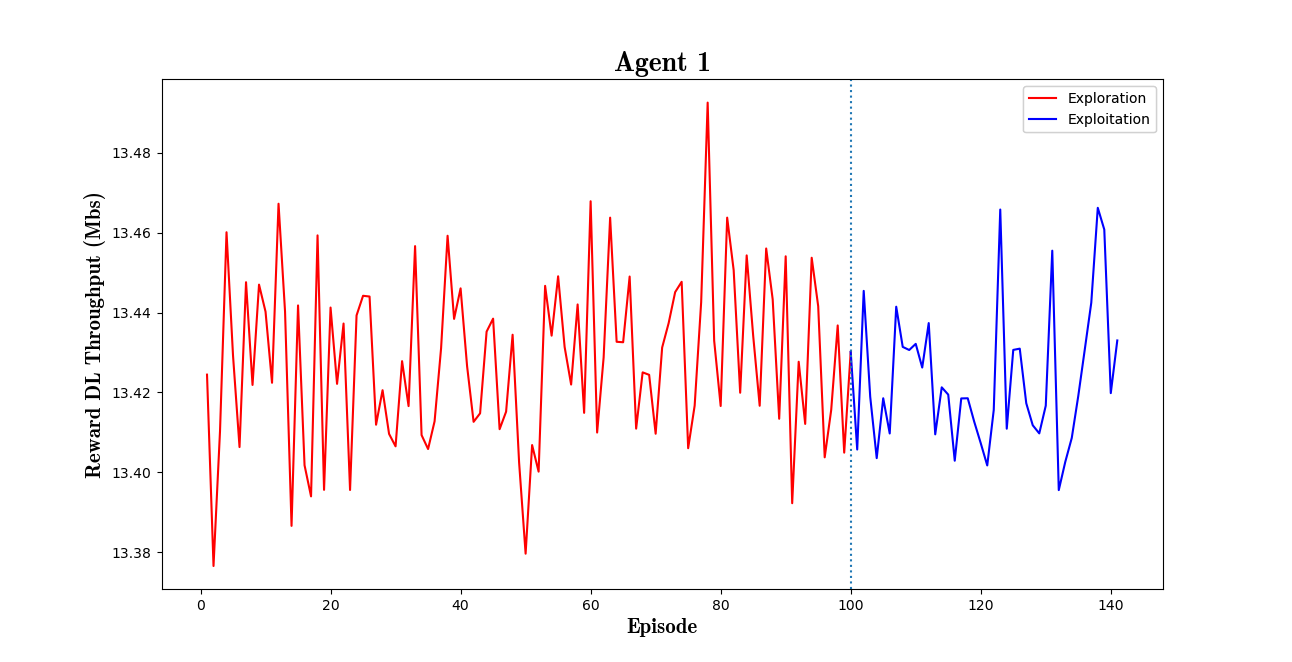 Agent 1
Reward DL Throughput (Mbs)
13.48
13.46
13.44
13.42
13.40
13.38
Exploration
Exploitation
0 20 40 60 80 100 120 140
Episode